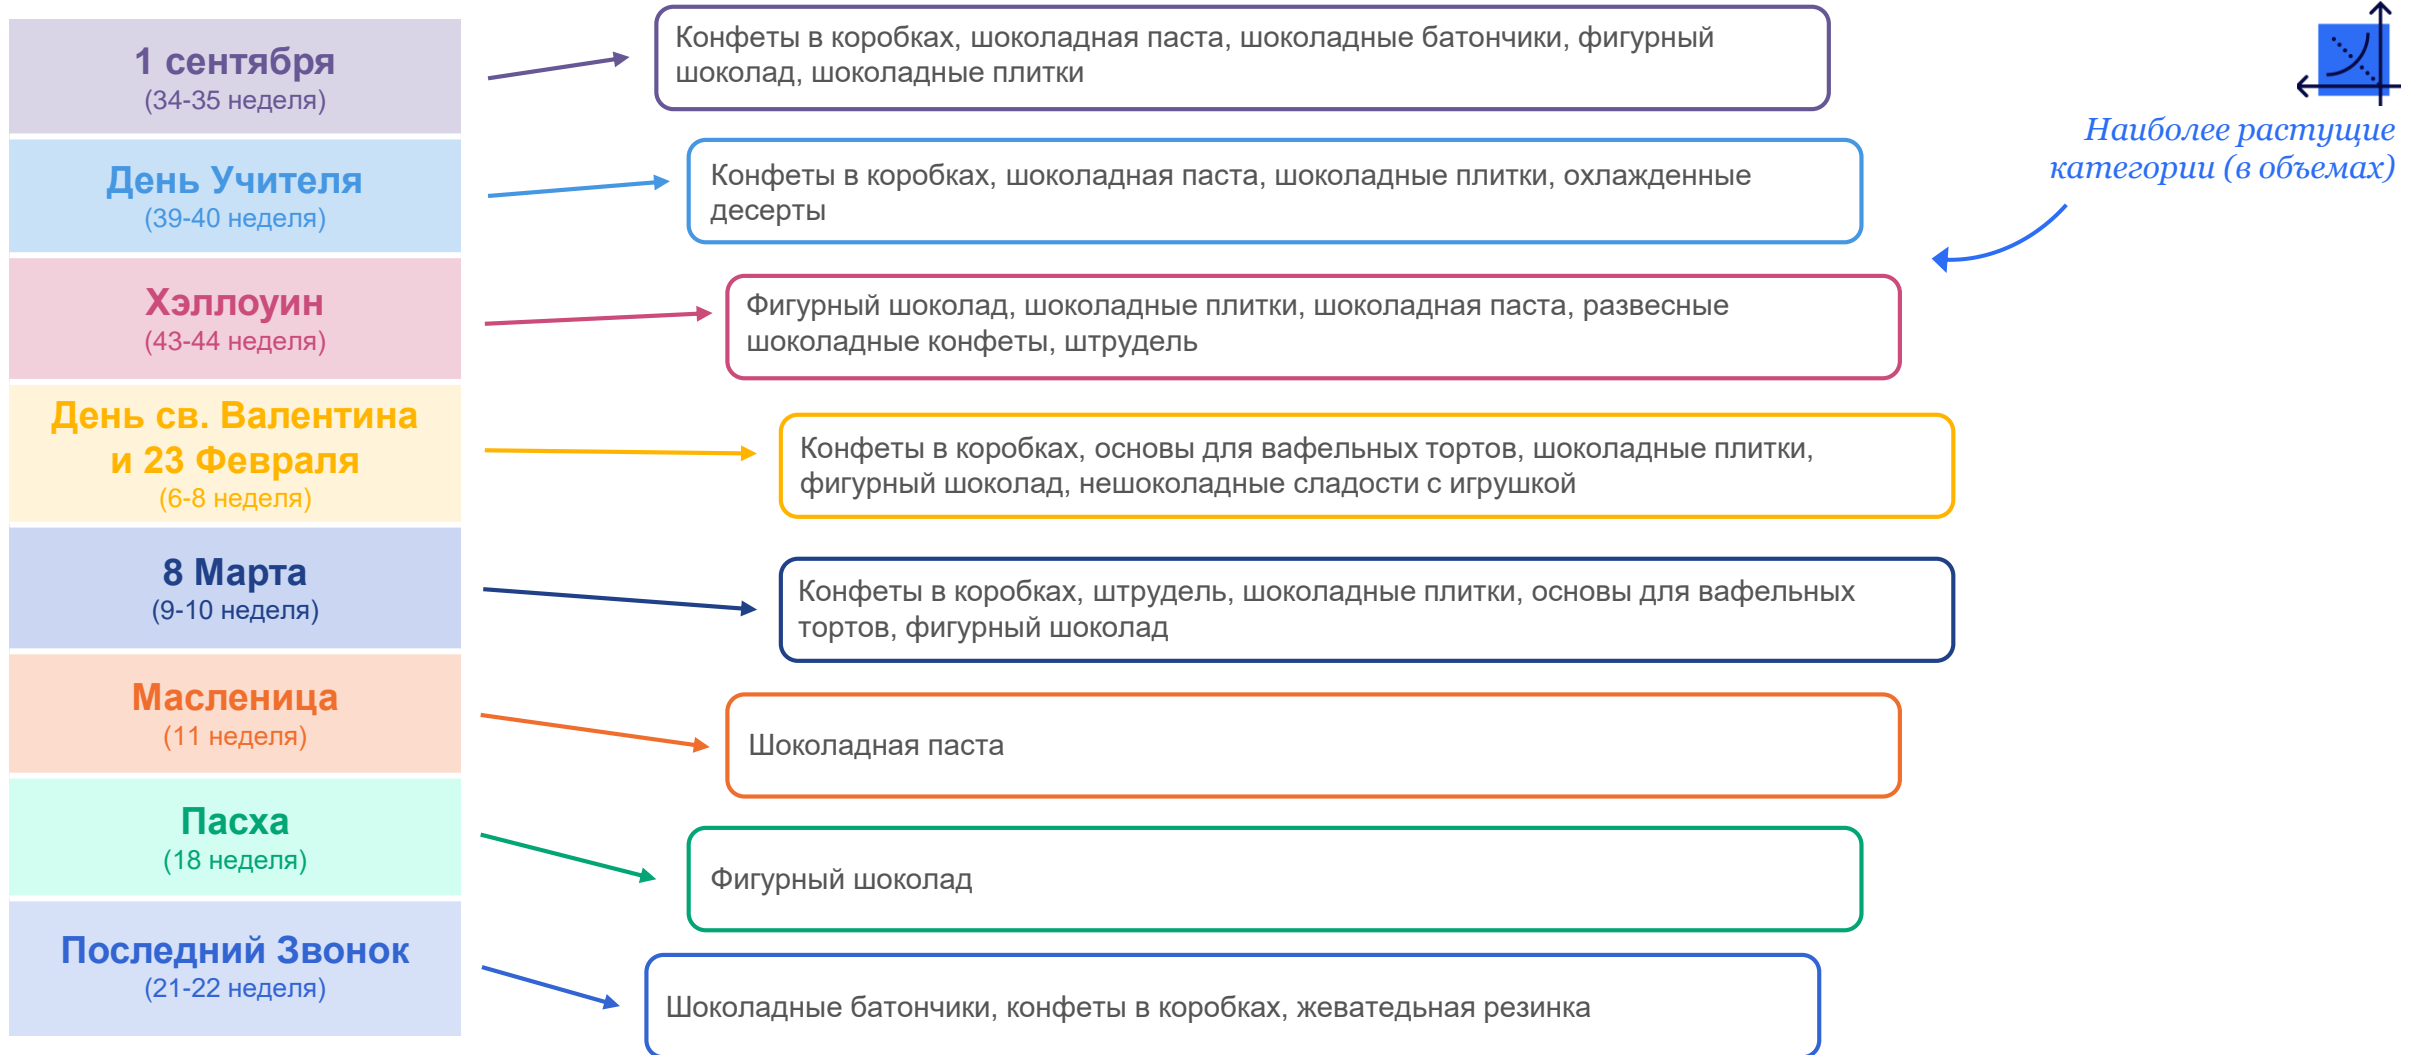 1 сентября
(34-35 неделя)
Конфеты в коробках, шоколадная паста, шоколадные батончики, фигурный
шоколад, шоколадные плитки
Наиболее растущие
категории (в объемах)
День Учителя
(39-40 неделя)
Конфеты в коробках, шоколадная паста, шоколадные плитки, охлажденные
десерты
Хэллоуин
(43-44 неделя)
Фигурный шоколад, шоколадные плитки, шоколадная паста, развесные
шоколадные конфеты, штрудель
День св. Валентина
и 23 Февраля
(6-8 неделя)
Конфеты в коробках, основы для вафельных тортов, шоколадные плитки,
фигурный шоколад, нешоколадные сладости с игрушкой
8 Марта
(9-10 неделя)
Конфеты в коробках, штрудель, шоколадные плитки, основы для вафельных
тортов, фигурный шоколад
Масленица
(11 неделя)
Шоколадная паста
Пасха
(18 неделя)
Фигурный шоколад
Последний Звонок
(21-22 неделя)
Шоколадные батончики, конфеты в коробках, жеватедьная резинка